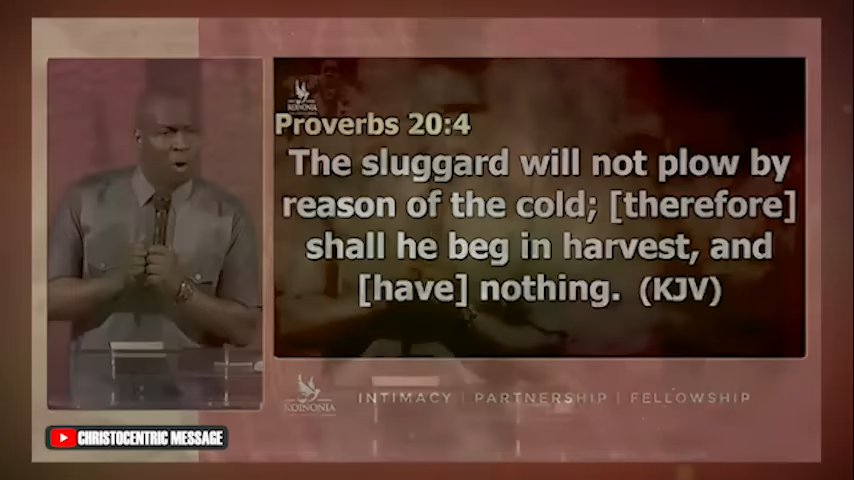 KOINONIA
Proverbs 20:4
The sluggard will not plow by
reason of the cold; [therefore]
shall he beg in harvest, and
[have] nothing. (KJV)
KOINONIA
INTIMACY | PARTNERSHIP | FELLOWSHIP
CHRISTOCENTRIC MESSAGE